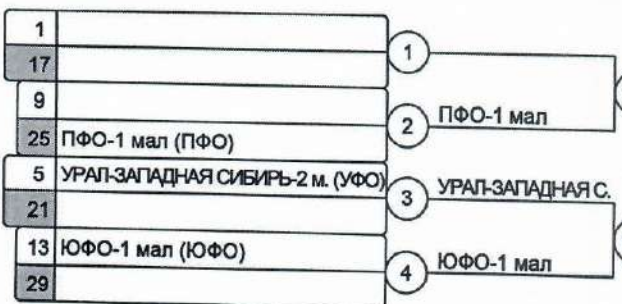 1
17
1
9
25 ПФО-1 мал (ПФО)
2 ПФО-1 мал
5 УРАЛ-ЗАПАДНАЯ СИБИРЬ-2 м. (УФО)
21
3 УРАЛ-ЗАПАДНАЯ С.
13 ЮФО-1 мал (ЮФО)
29
4 ЮФО-1 мал